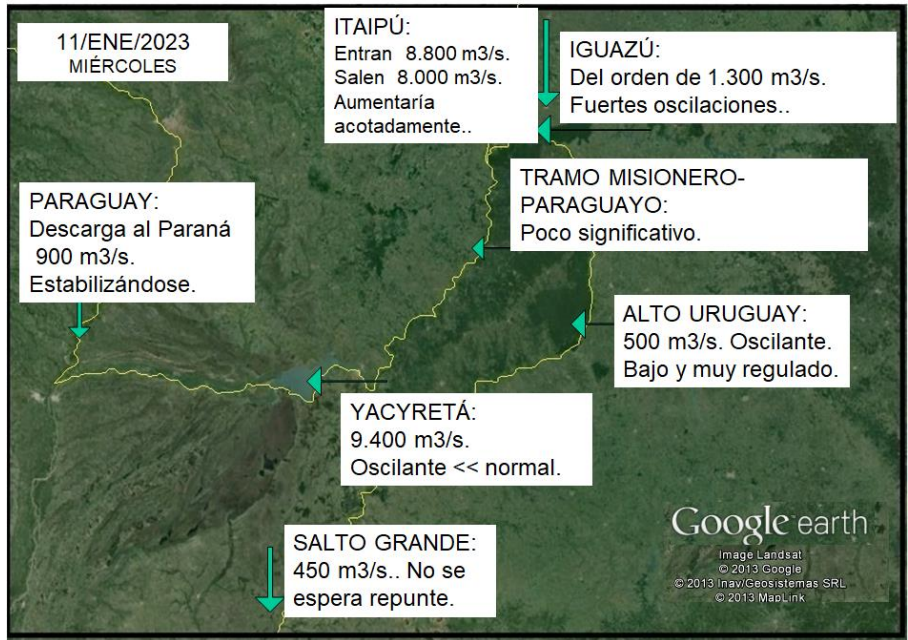 11/ENE/2023
MIÉRCOLES
ITAIPÚ:
Entran 8.800 m3/s.
Salen 8.000 m3/s.
Aumentaría
acotadamente..
IGUAZÚ:
Del orden de 1.300 m3/s.
Fuertes oscilaciones..
TRAMO MISIONERO-
PARAGUAYO:
Poco significativo.
PARAGUAY:
Descarga al Paraná
900 m3/s.
Estabilizándose.
ALTO URUGUAY:
500 m3/s. Oscilante.
Bajo y muy regulado.
YACYRETÁ:
9.400 m3/s.
Oscilante << normal.
SALTO GRANDE:
450 m3/s.. No se
espera repunte.
Google earth
Image Landsat
© 2013 Google
© 2013 Inav/Geosistemas SRL
© 2013 MapLink